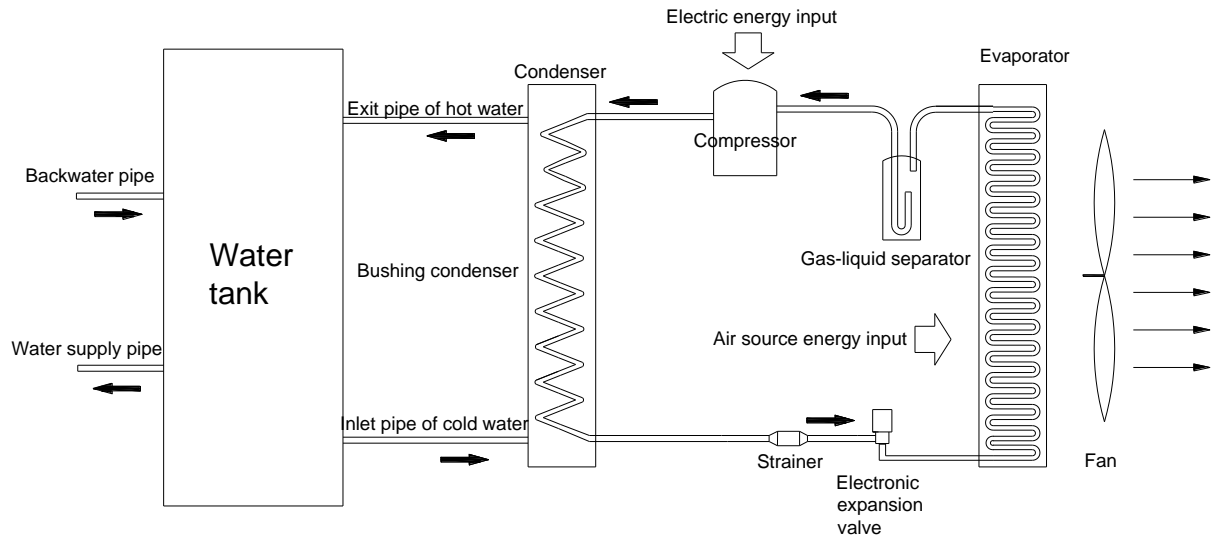 Electric energy input
Evaporator
Condenser
Exit pipe of hot water
Compressor
Backwater pipe
Water
tank
Bushing condenser
Gas-liquid separator
Air source energy input
Water supply pipe
Inlet pipe of cold water
Strainer
Fan
Electronic
expansion
valve